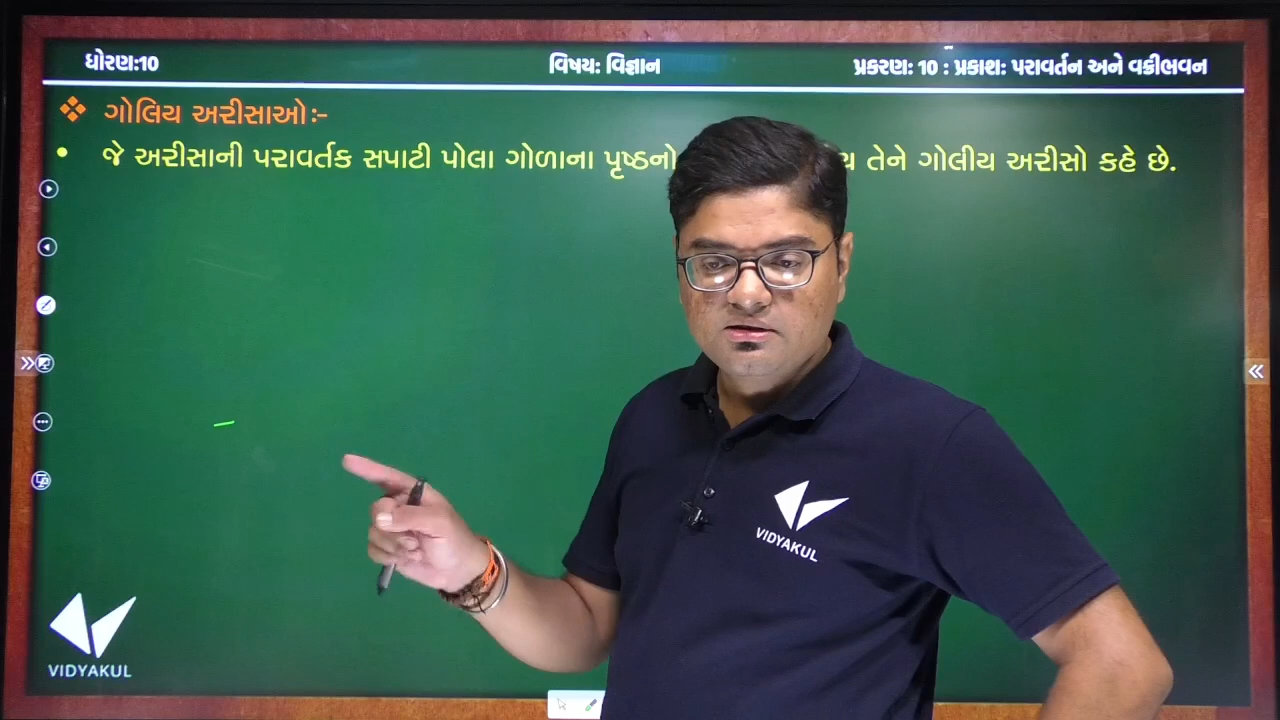 ધોરણ:10 વિષય: વિજ્ઞાન પ્રકરણ: 10 : પ્રકાશ: પરાવર્તન અને વક્રીભવન
ગોલિય અરીસાઓ:-
જે અરીસાની પરાવર્તક સપાટી પોલા ગોળાના પૃષ્ઠનો તેને ગોલીય અરીસો કહે છે.
VIDYAKUL
VIDYAKUL